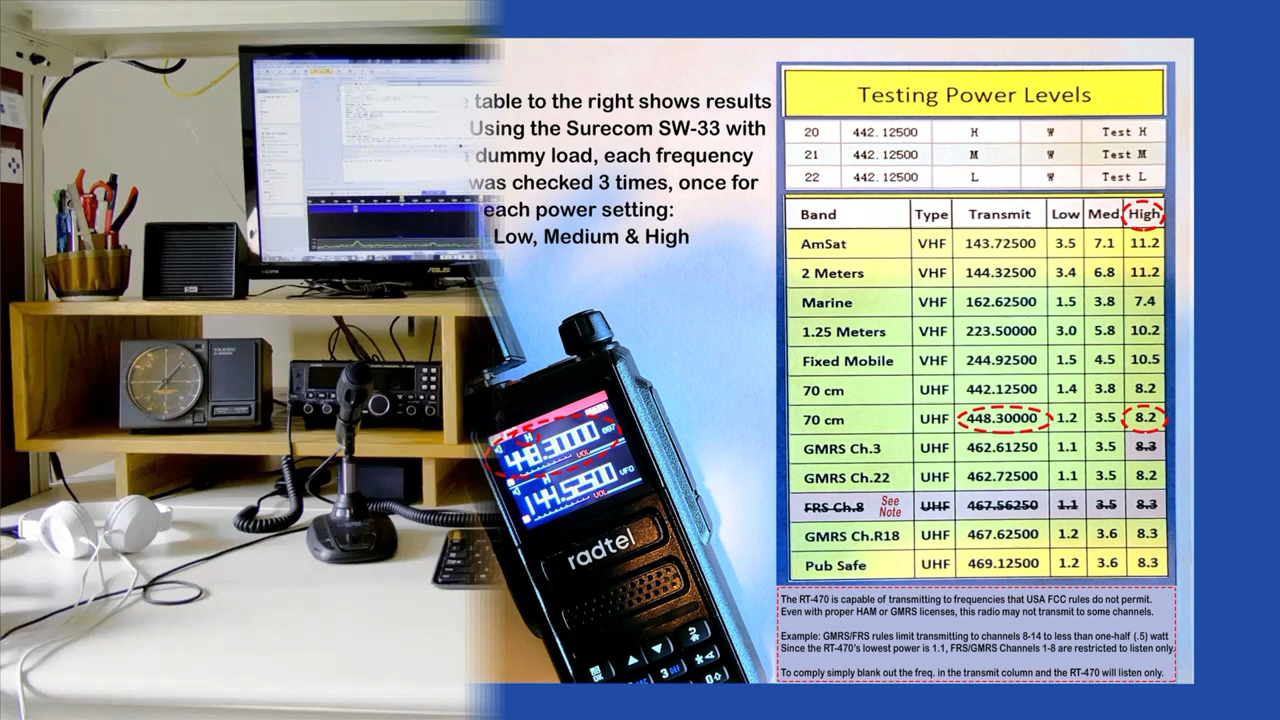 table to the right shows results
Using the Surecom SW-33 with
dummy load, each frequency
was checked 3 times, once for
each power setting:
Low, Medium & High
Testing Power Levels
20 442.12500 H W Test H
21 442.12500 M W Test M
22 442.12500 L W Test L
Band Type Transmit Low Med High
AmSat VHF 143.72500 3.5 7.1 11.2
2 Meters VHF 144.32500 3.4 6.8 11.2
Marine VHF 162.62500 1.5 3.8 7.4
1.25 Meters VHF 223.50000 3.0 5.8 10.2
Fixed Mobile VHF 244.92500 1.5 4.5 10.5
70 cm UHF 442.12500 1.4 3.8 8.2
70 cm UHF 448.30000 1.2 3.5 8.2
GMRS Ch.3 UHF 462.61250 1.1 3.5 8.3
GMRS Ch.22 UHF 462.72500 1.1 3.5 8.2
FRS Ch.8 See Note UHF 467.56250 1.1 3.5 8.3
GMRS Ch.R18 UHF 467.62500 1.2 3.6 8.3
Pub Safe UHF 469.12500 1.2 3.6 8.3
The RT-470 is capable of transmitting to frequencies that USA FCC rules do not permit.
Even with proper HAM or GMRS licenses, this radio may not transmit to some channels.
Example: GMRS/FRS rules limit transmitting to channels 8-14 to less than one-half (.5) watt
Since the RT-470's lowest power is 1.1, FRS/GMRS Channels 1-8 are restricted to listen only.
To comply simply blank out the freq. in the transmit column and the RT-470 will listen only.
H
448.30000 007
VOL
144.52500 UFO
VOL
radtel
3 DEF
ASUS
HDMI
YAESU